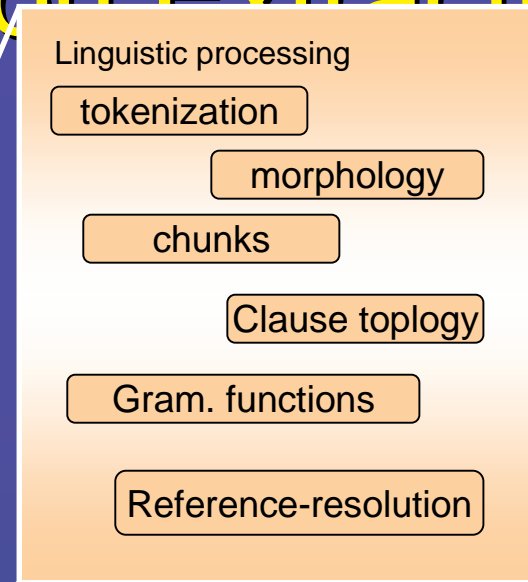 Linguistic processing
tokenization
morphology
chunks
Clause toplogy
Gram. functions
Reference-resolution